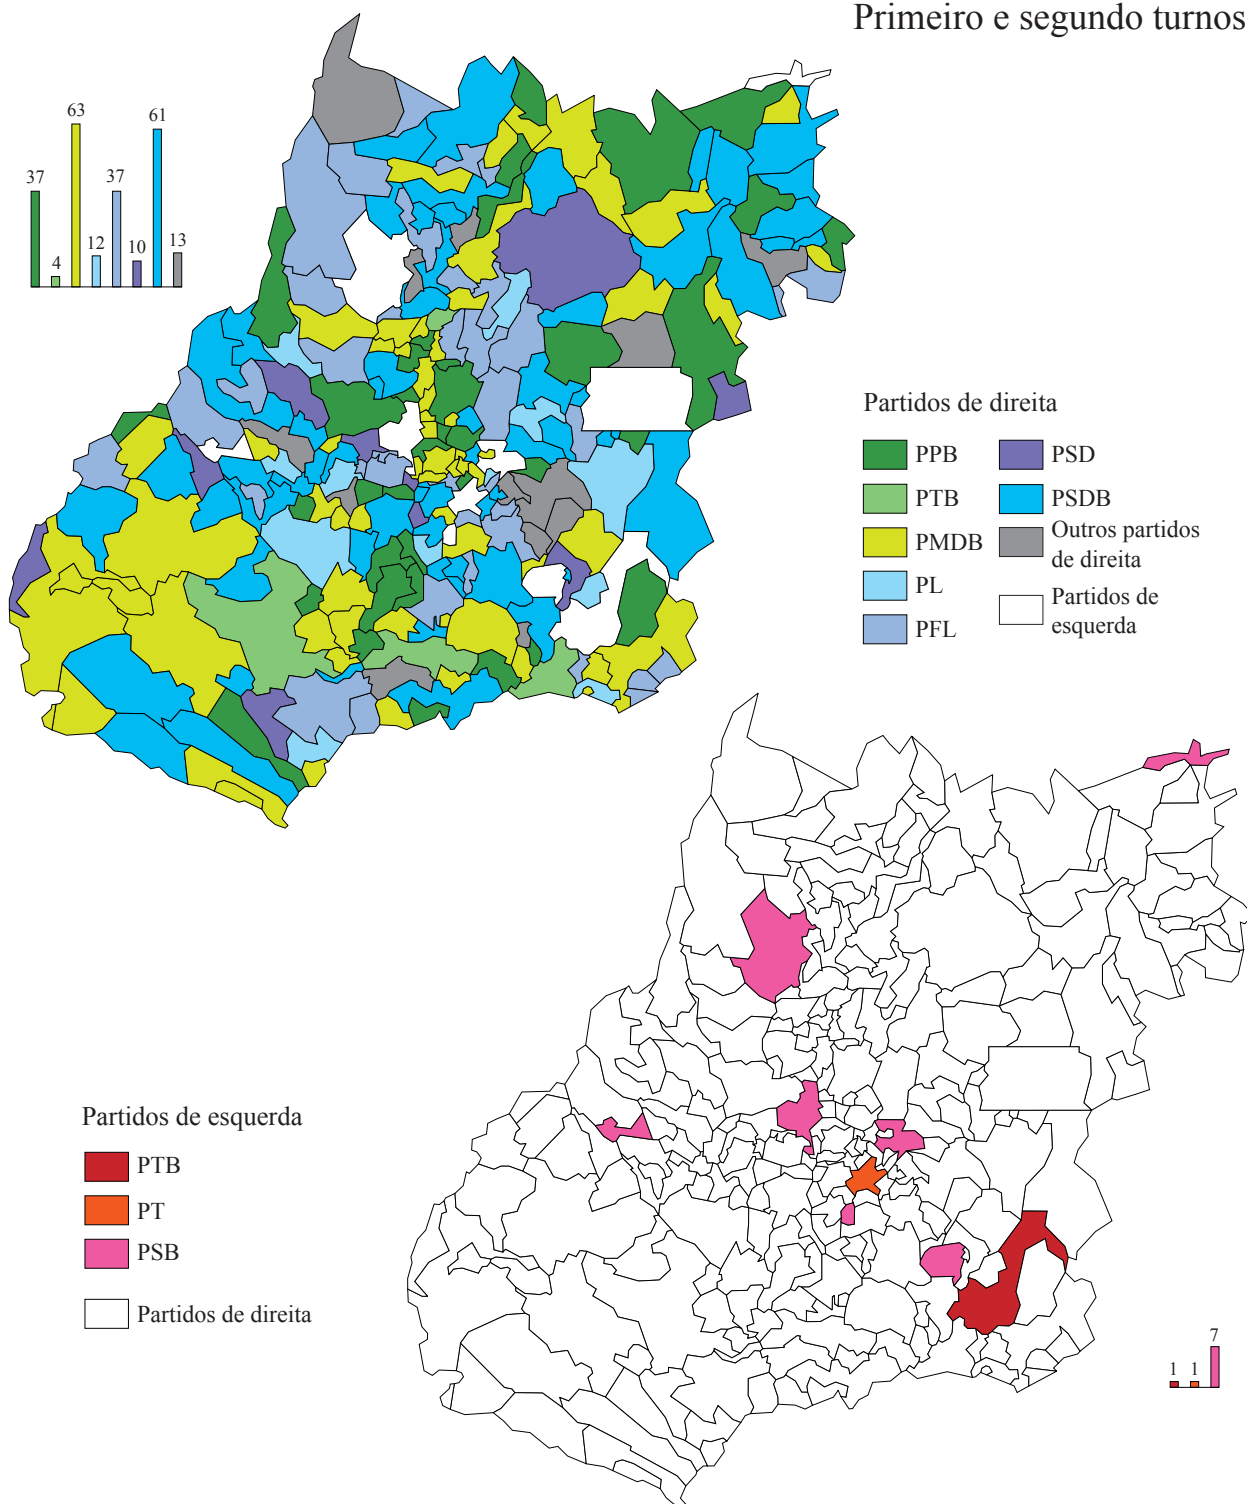 Primeiro e segundo turnos
37
4
63
12
37
10
61
13
Partidos de direita
PPB
PTB
PMDB
PL
PFL
PSD
PSDB
Outros partidos
de direita
Partidos de
esquerda
Partidos de esquerda
PTB
PT
PSB
Partidos de direita
1
1
7